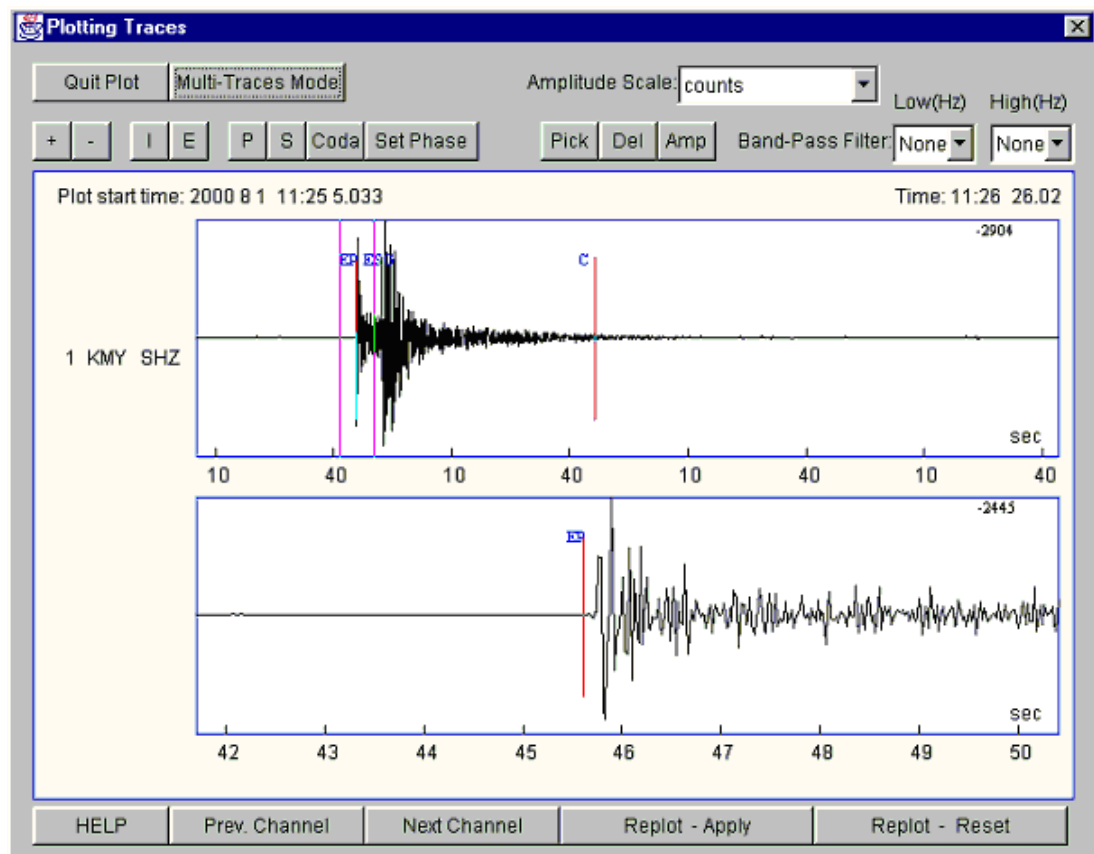 Plotting Traces
Quit Plot Multi-Traces Mode Amplitude Scale: counts
Low(Hz) High(Hz)
+ - I E P S Coda Set Phase Pick Del Amp Band-Pass Filter: None None
Plot start time: 2000 8 1 11:25 5.033 Time: 11:26 26.02
-2904
EP ES C
1 KMY SHZ
sec
10 40 10 40 10 40 10 40
-2445
EP
sec
42 43 44 45 46 47 48 49 50
HELP Prev. Channel Next Channel Replot - Apply Replot - Reset